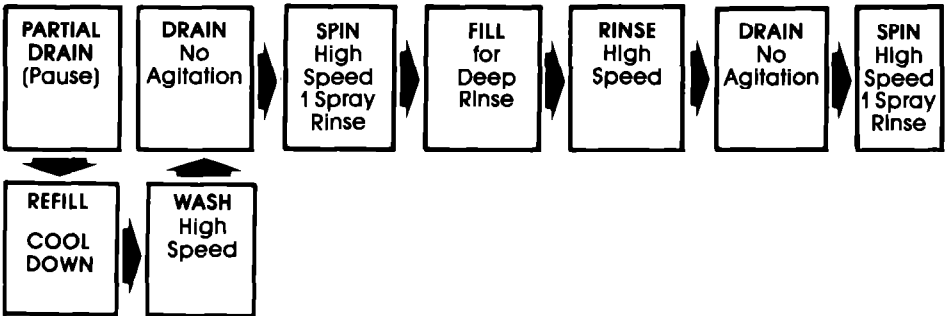 PARTIAL
DRAIN
(Pause)
DRAIN
No
Agitation
SPIN
High
Speed
1 Spray
Rinse
FILL
for
Deep
Rinse
RINSE
High
Speed
DRAIN
No
Agitation
SPIN
High
Speed
1 Spray
Rinse
REFILL
COOL
DOWN
WASH
High
Speed